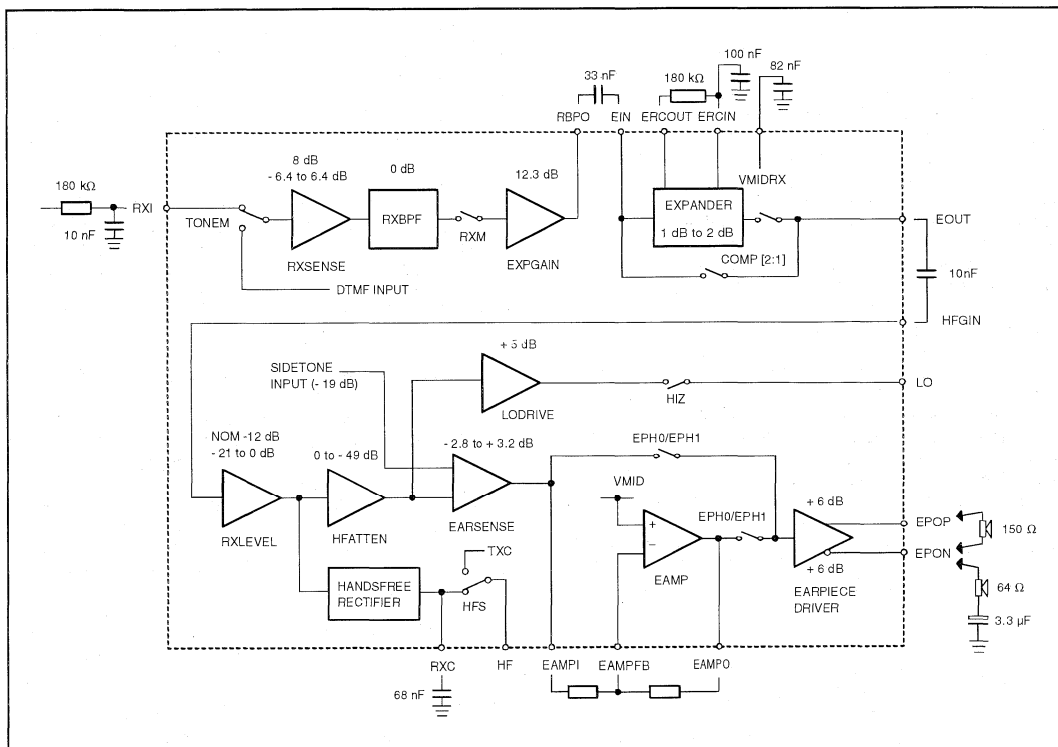 100 nF
82 nF
33 nF
180 kΩ
RBPO
EIN
ERCOUT
ERCIN
VMIDRX
180 kΩ
10 nF
RXI
TONEM
8 dB
- 6.4 to 6.4 dB
RXSENSE
0 dB
RXBPF
RXM
12.3 dB
EXPGAIN
DTMF INPUT
EXPANDER
1 dB to 2 dB
COMP [2:1]
EOUT
10nF
HFGIN
SIDETONE
INPUT (- 19 dB)
+ 5 dB
LODRIVE
HIZ
LO
NOM -12 dB
- 21 to 0 dB
RXLEVEL
0 to - 49 dB
HFATTEN
- 2.8 to + 3.2 dB
EARSENSE
EPH0/EPH1
VMID
+
−
EAMP
EPH0/EPH1
+ 6 dB
+ 6 dB
EARPIECE
DRIVER
EPOP
EPON
150 Ω
64 Ω
3.3 µF
HANDSFREE
RECTIFIER
TXC
HFS
RXC
HF
EAMPI
EAMPFB
EAMPO
68 nF